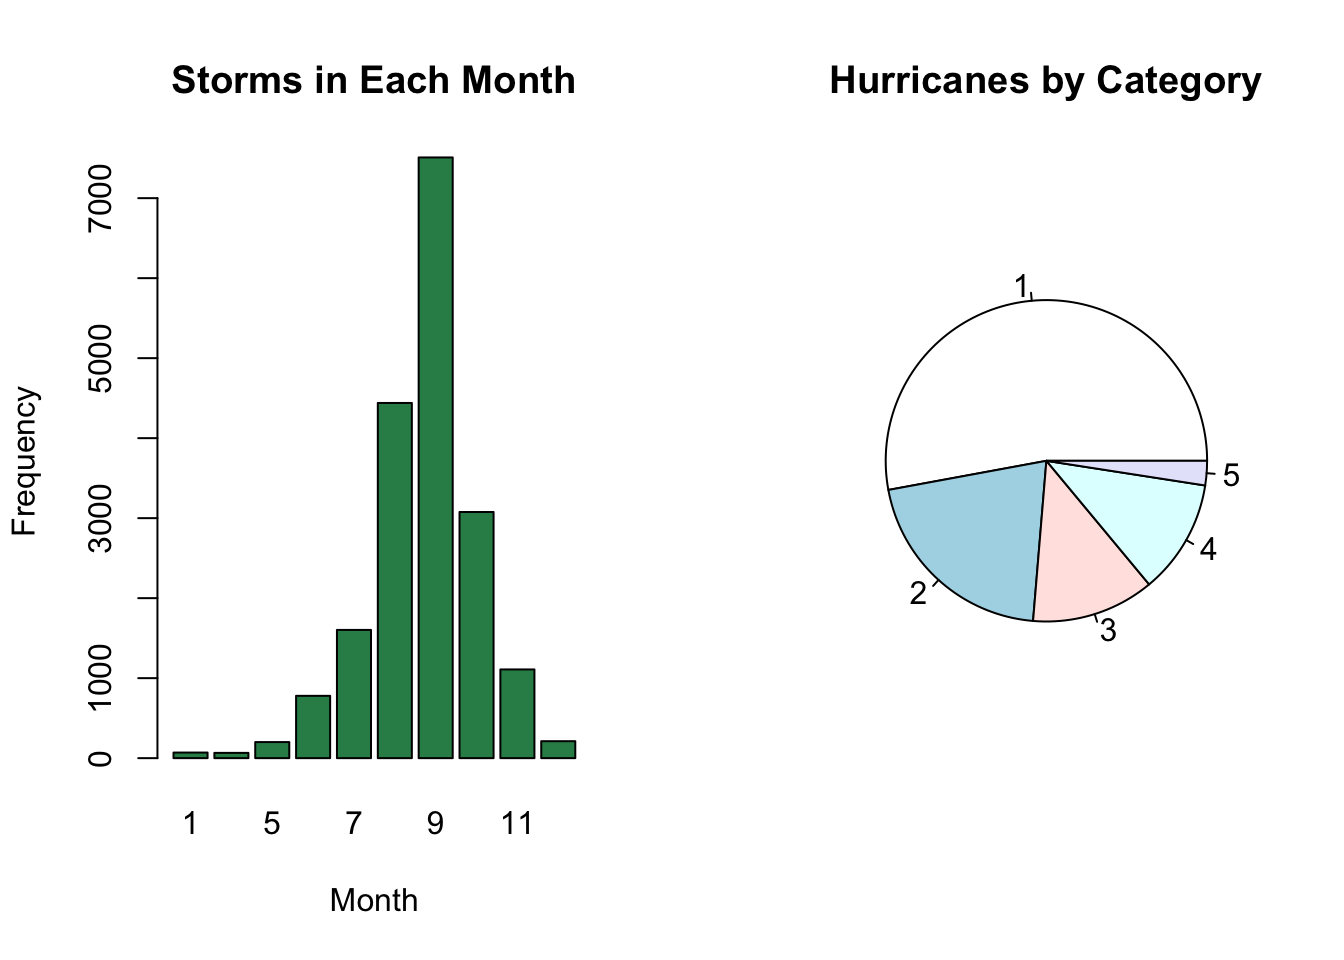 Storms in Each Month
Frequency
7000
5000
3000
1000
0
1 5 7 9 11
Month
Hurricanes by Category
1
2
3
4
5